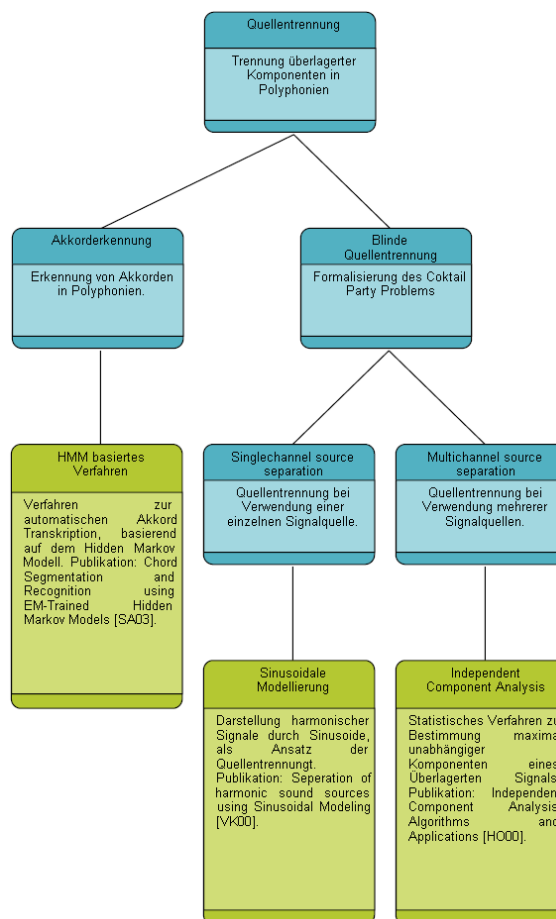 Quellentrennung
Trennung überlagerter
Komponenten in
Polyphonien
Akkorderkennung
Erkennung von Akkorden
in Polyphonien.
Blinde
Quellentrennung
Formalisierung des Coktail
Party Problems
HMM basiertes
Verfahren
Verfahren zur
automatischen Akkord
Transkription, basierend
auf dem Hidden Markov
Modell. Publikation: Chord
Segmentation and
Recognition using
EM-Trained Hidden
Markov Models [SA03].
Singlechannel source
separation
Quellentrennung bei
Verwendung einer
einzelnen Signalquelle.
Multichannel source
separation
Quellentrennung bei
Verwendung mehrerer
Signalquellen.
Sinusoidale
Modellierung
Darstellung harmonischer
Signale durch Sinusoide,
als Ansatz der
Quellentrennungt.
Publikation: Seperation of
harmonic sound sources
using Sinusoidal Modeling
[VK00].
Independent
Component Analysis
Statistisches Verfahren zu
Bestimmung maxima
unabhängiger
Komponenten eines
Überlagerten Signals
Publikation: Independen
Component Analysis
Algorithms and
Applications [HO00].